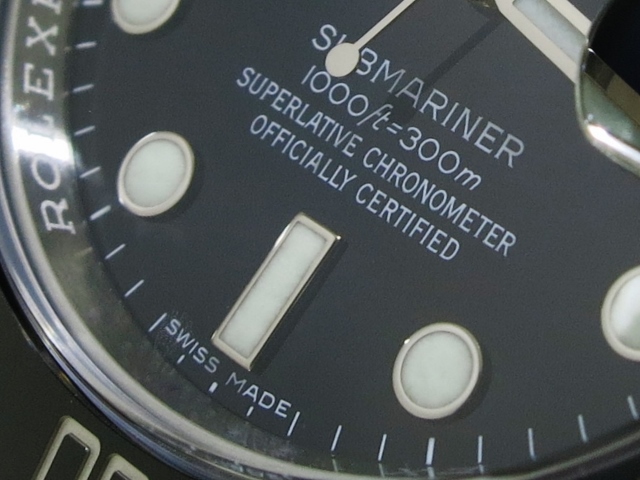 ROLEX
SUBMARINER
1000ft=300m
SUPERLATIVE CHRONOMETER
OFFICIALLY CERTIFIED
SWISS MADE